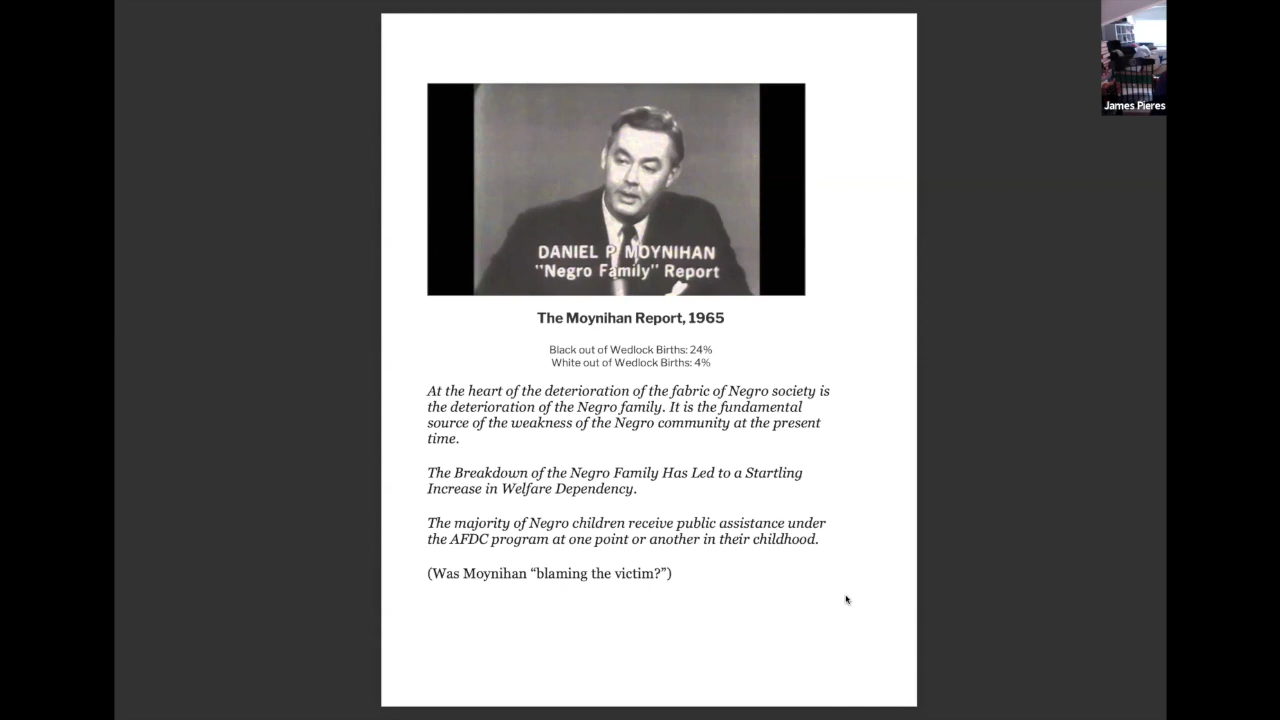 James Pieres
DANIEL P. MOYNIHAN
"Negro Family" Report
The Moynihan Report, 1965
Black out of Wedlock Births: 24%
White out of Wedlock Births: 4%
At the heart of the deterioration of the fabric of Negro society is
the deterioration of the Negro family. It is the fundamental
source of the weakness of the Negro community at the present
time.
The Breakdown of the Negro Family Has Led to a Startling
Increase in Welfare Dependency.
The majority of Negro children receive public assistance under
the AFDC program at one point or another in their childhood.
(Was Moynihan “blaming the victim?”)